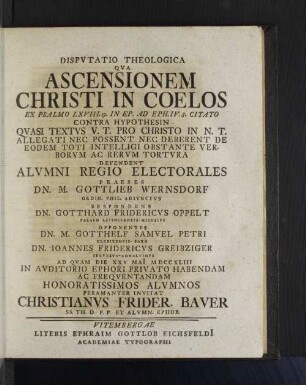 DISPVTATIO THEOLOGICA
QVA
ASCENSIONEM
CHRISTI IN COELOS
EX PSALMO LXVIII. 19. IN EP. AD EPH. IV. 9. CITATO
CONTRA HYPOTHESIN
QVASI TEXTVS V. T. PRO CHRISTO IN N. T.
ALLEGATI NEC POSSENT NEC DEBERENT DE
EODEM TOTI INTELLIGI OBSTANTE VER-
BORVM AC RERVM TORTVRA
DEFENDENT
ALVMNI REGIO ELECTORALES
PRAESES
DN. M. GOTTLIEB WERNSDORF
ORDIN. PHIL. ADIVNCTVS
RESPONDENS
DN. GOTTHARD FRIDERICVS OPPELT
OPPONENTES
DN. M. GOTTHELF SAMVEL PETRI
DN. IOANNES FRIDERICVS GREIBZIGER
AD QVAM DIE XXV MAI MDCCXLIII
IN AVDITORIO EPHORI PRIVATO HABENDAM
AC FREQVENTANDAM
HONORATISSIMOS ALVMNOS
PERAMANTER INVITAT
CHRISTIANVS FRIDER. BAVER
SS. TH. D. P. P. ET ALVMN. EPHOR.
VITEMBERGAE
LITERIS EPHRAIM GOTTLOB EICHSFELDI
ACADEMIAE TYPOGRAPHI